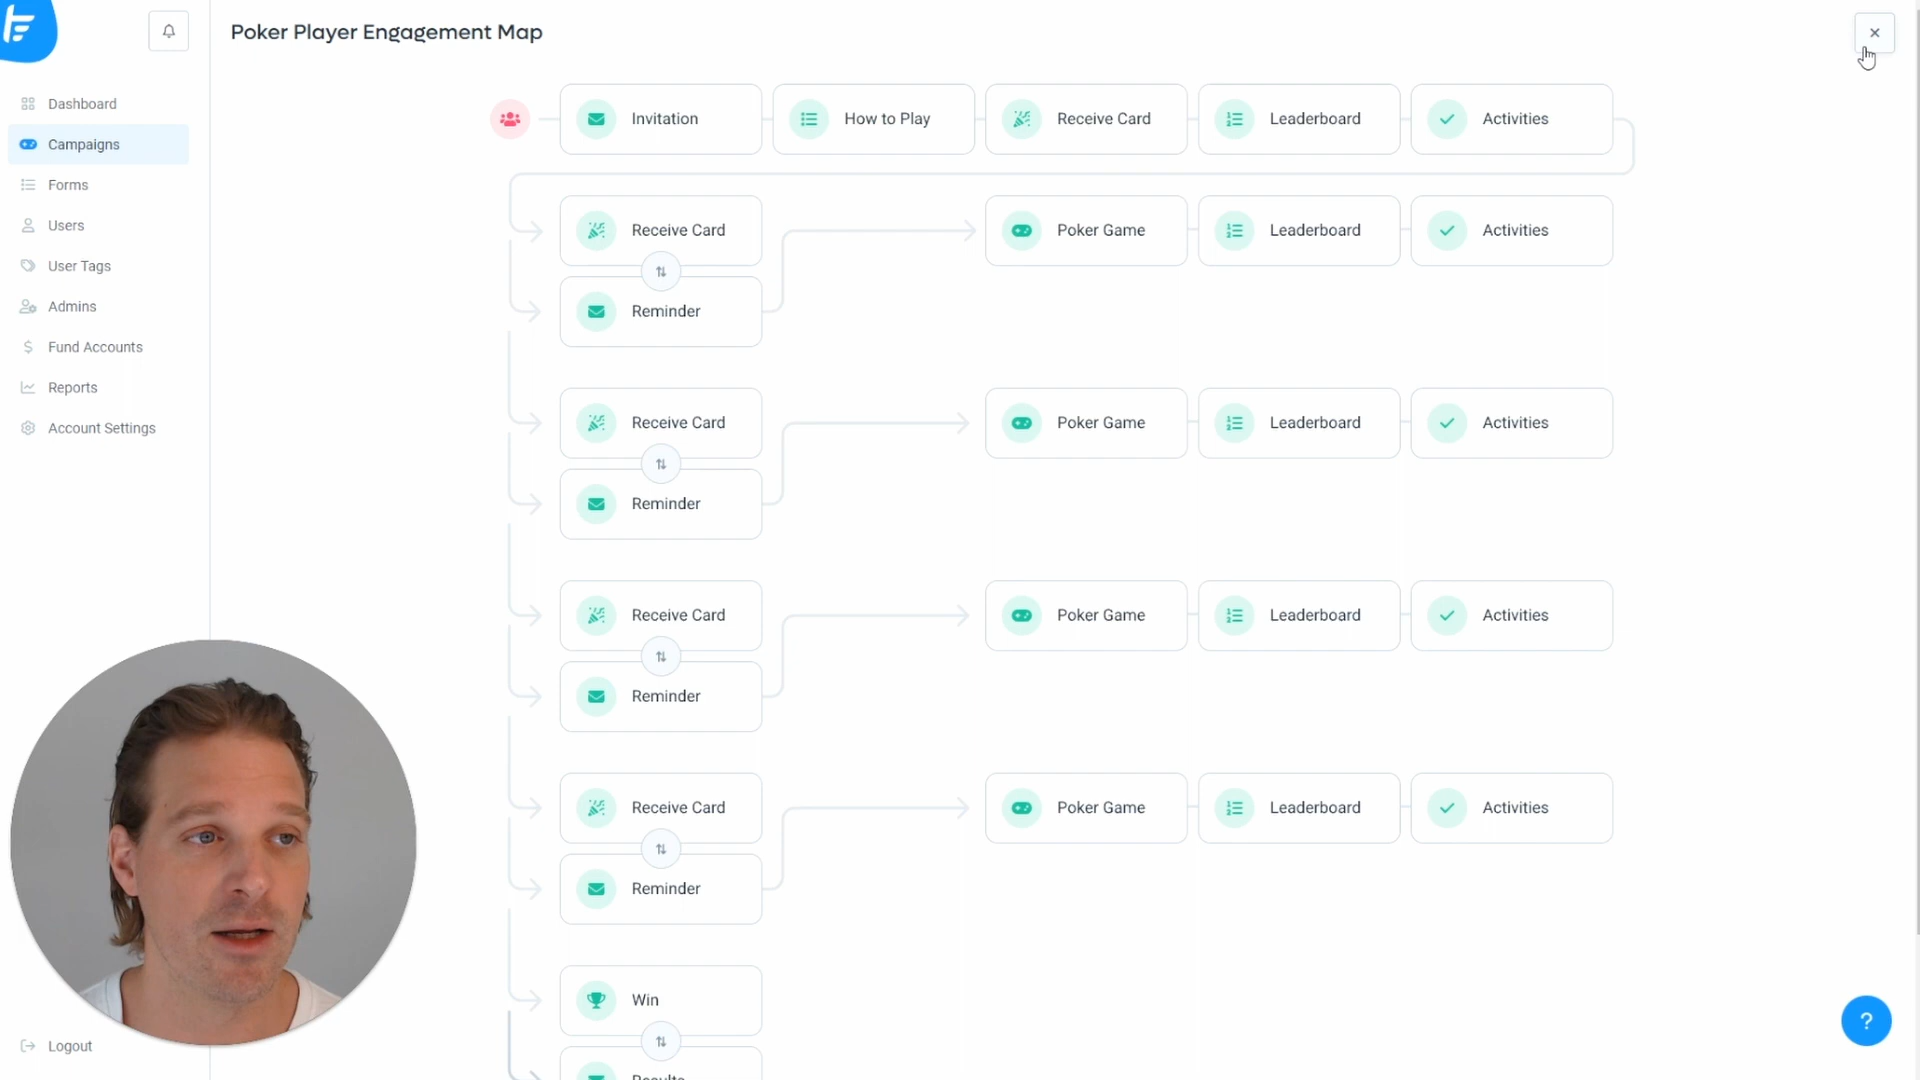 Poker Player Engagement Map
Dashboard
Campaigns
Forms
Users
User Tags
Admins
Fund Accounts
Reports
Account Settings
Logout
Invitation
How to Play
Receive Card
Leaderboard
Activities
Receive Card
Reminder
Poker Game
Leaderboard
Activities
Receive Card
Reminder
Poker Game
Leaderboard
Activities
Receive Card
Reminder
Poker Game
Leaderboard
Activities
Receive Card
Reminder
Poker Game
Leaderboard
Activities
Win
Results
?